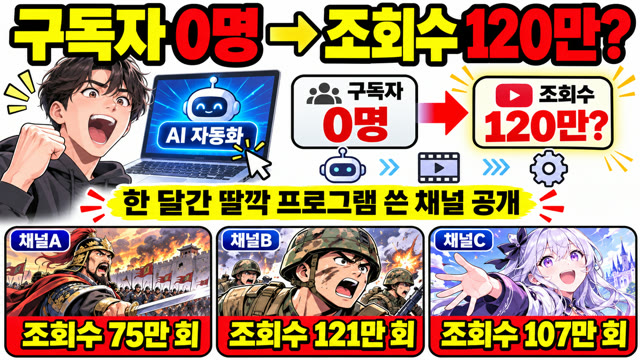 구독자 0명 → 조회수 120만?
AI 자동화
구독자
0명
조회수
120만?
한 달간 딸깍 프로그램 쓴 채널 공개
채널A
조회수 75만 회
채널B
조회수 121만 회
채널C
조회수 107만 회